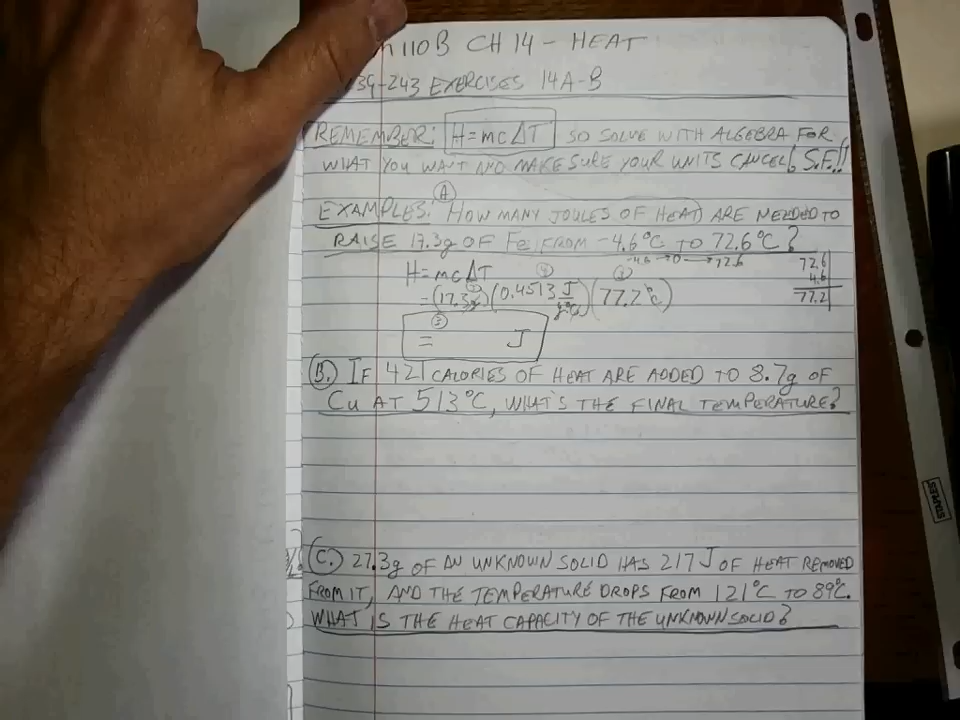 110B CH 14 - HEAT
39-243 EXERCISES 14A-B
REMEMBER: H=mcΔT SO SOLVE WITH ALGEBRA FOR
WHAT YOU WANT AND MAKE SURE YOUR UNITS CANCEL! S.F.!!
EXAMPLES: (A) HOW MANY JOULES OF HEAT ARE NEEDED TO
RAISE 17.3g OF Fe FROM -4.6°C TO 72.6°C?
-4.6 → 0 → 72.6
72.6
4.6
77.2
H=mcΔT
=(17.3g)(0.4513 J/g°C)(77.2°C)
= J
(B.) IF 421 CALORIES OF HEAT ARE ADDED TO 8.7g OF
Cu AT 513°C, WHAT'S THE FINAL TEMPERATURE?
(C.) 27.3g OF AN UNKNOWN SOLID HAS 217 J OF HEAT REMOVED
FROM IT, AND THE TEMPERATURE DROPS FROM 121°C TO 89°C.
WHAT IS THE HEAT CAPACITY OF THE UNKNOWN SOLID?
STAPLES